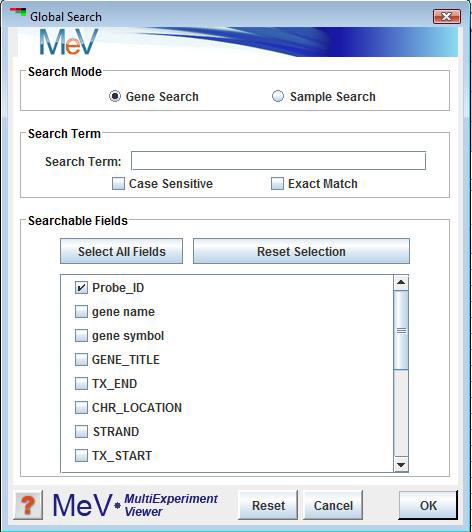 Global Search
MeV
Search Mode
Gene Search Sample Search
Search Term
Search Term:
Case Sensitive Exact Match
Searchable Fields
Select All Fields Reset Selection
Probe_ID
gene name
gene symbol
GENE_TITLE
TX_END
CHR_LOCATION
STRAND
TX_START
? MeV MultiExperiment
Viewer
Reset Cancel OK